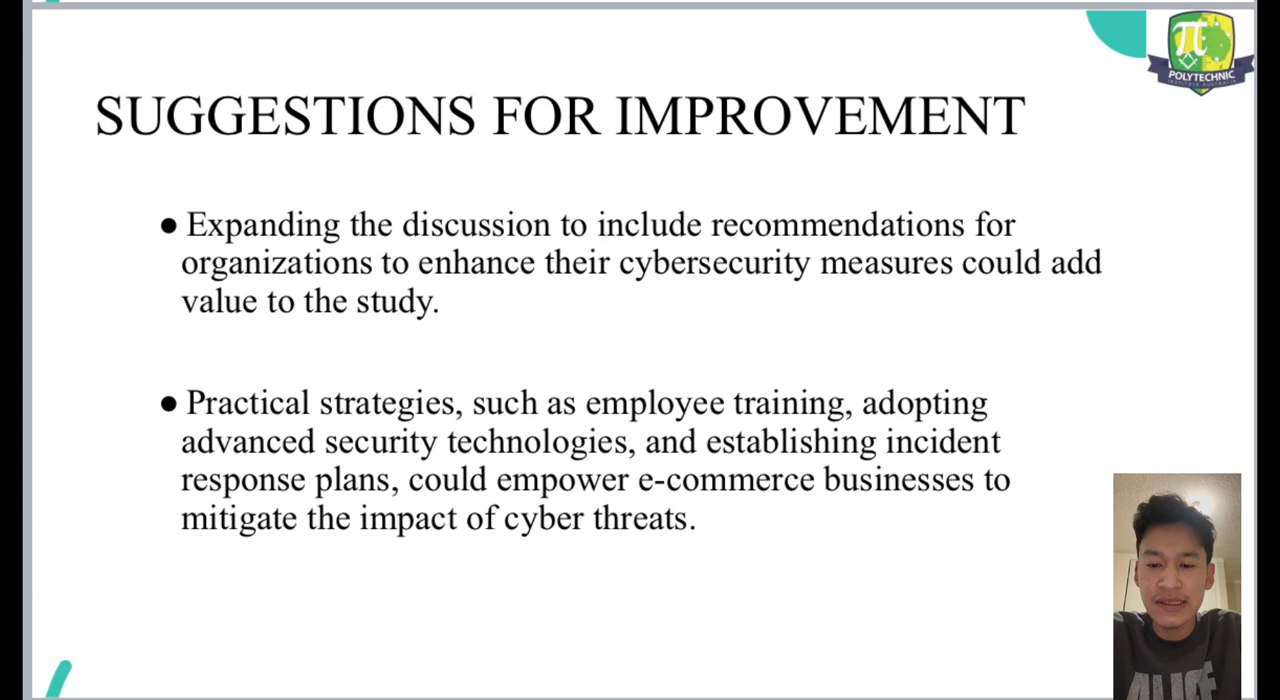 POLYTECHNIC
INSTITUTE AUSTRALIA
SUGGESTIONS FOR IMPROVEMENT
● Expanding the discussion to include recommendations for
organizations to enhance their cybersecurity measures could add
value to the study.
● Practical strategies, such as employee training, adopting
advanced security technologies, and establishing incident
response plans, could empower e-commerce businesses to
mitigate the impact of cyber threats.